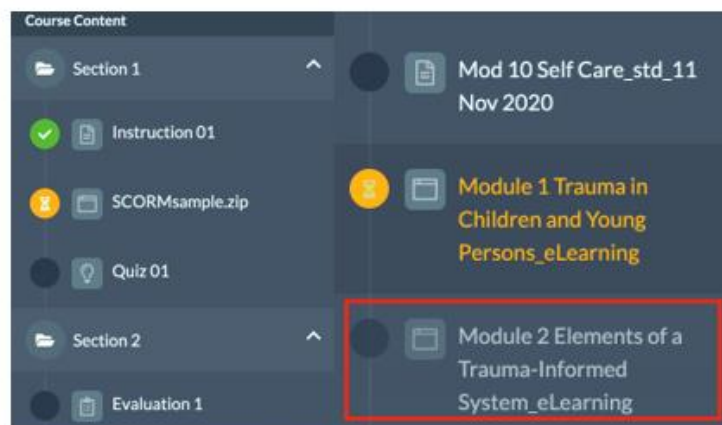 Course Content
Section 1
Instruction 01
SCORMsample.zip
Quiz 01
Section 2
Evaluation 1
Mod 10 Self Care_std_11
Nov 2020
Module 1 Trauma in
Children and Young
Persons_eLearning
Module 2 Elements of a
Trauma-Informed
System_eLearning